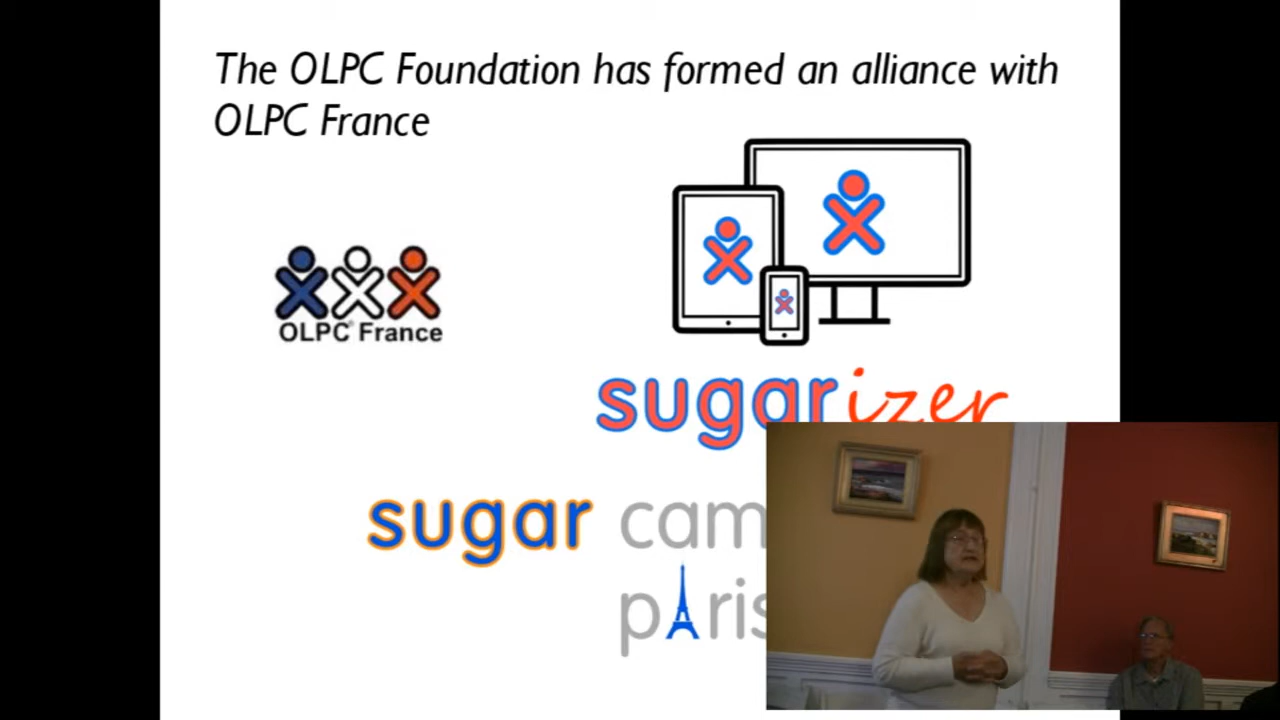 The OLPC Foundation has formed an alliance with
OLPC France
OLPC France
sugarizer
sugar cam
paris